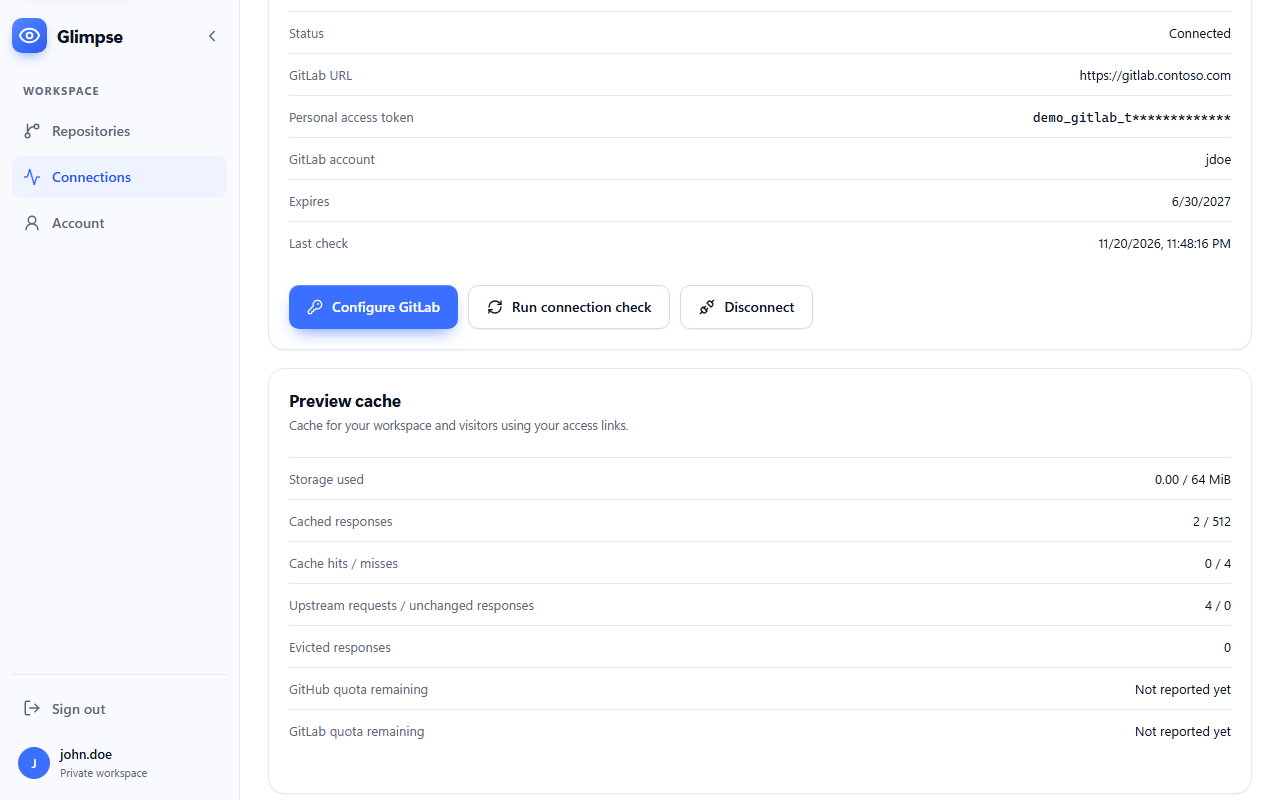 Glimpse
WORKSPACE
Repositories
Connections
Account
Sign out
J
john.doe
Private workspace
Status Connected
GitLab URL https://gitlab.contoso.com
Personal access token demo_gitlab_t*************
GitLab account jdoe
Expires 6/30/2027
Last check 11/20/2026, 11:48:16 PM
Configure GitLab Run connection check Disconnect
Preview cache
Cache for your workspace and visitors using your access links.
Storage used 0.00 / 64 MiB
Cached responses 2 / 512
Cache hits / misses 0 / 4
Upstream requests / unchanged responses 4 / 0
Evicted responses 0
GitHub quota remaining Not reported yet
GitLab quota remaining Not reported yet